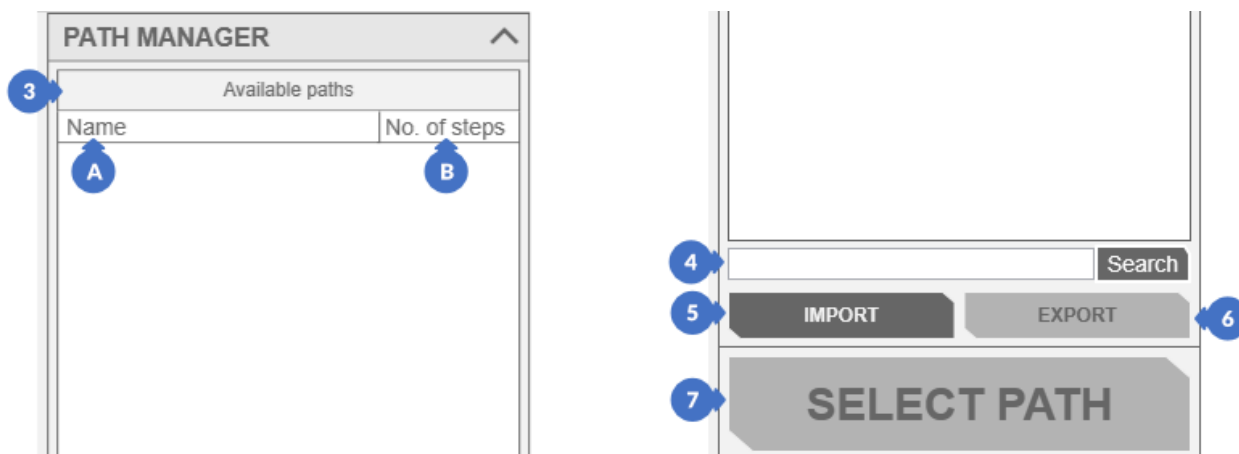 PATH MANAGER
3
Available paths
Name
No. of steps
A
B
4
Search
5
IMPORT
EXPORT
6
7
SELECT PATH